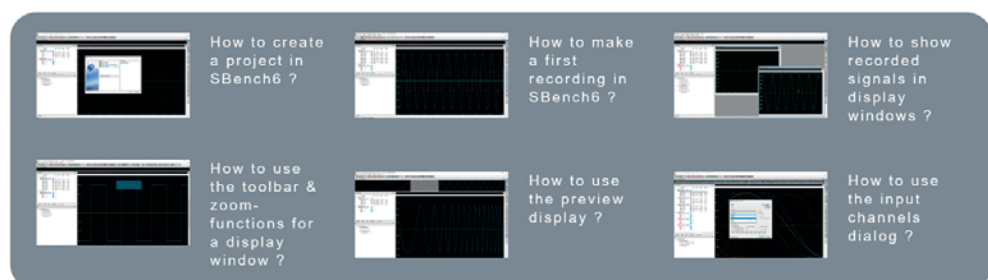 How to create
a project in
SBench6 ?
How to make
a first
recording in
SBench6 ?
How to show
recorded
signals in
display
windows ?
How to use
the toolbar &
zoom-
functions for
a display
window ?
How to use
the preview
display ?
How to use
the input
channels
dialog ?